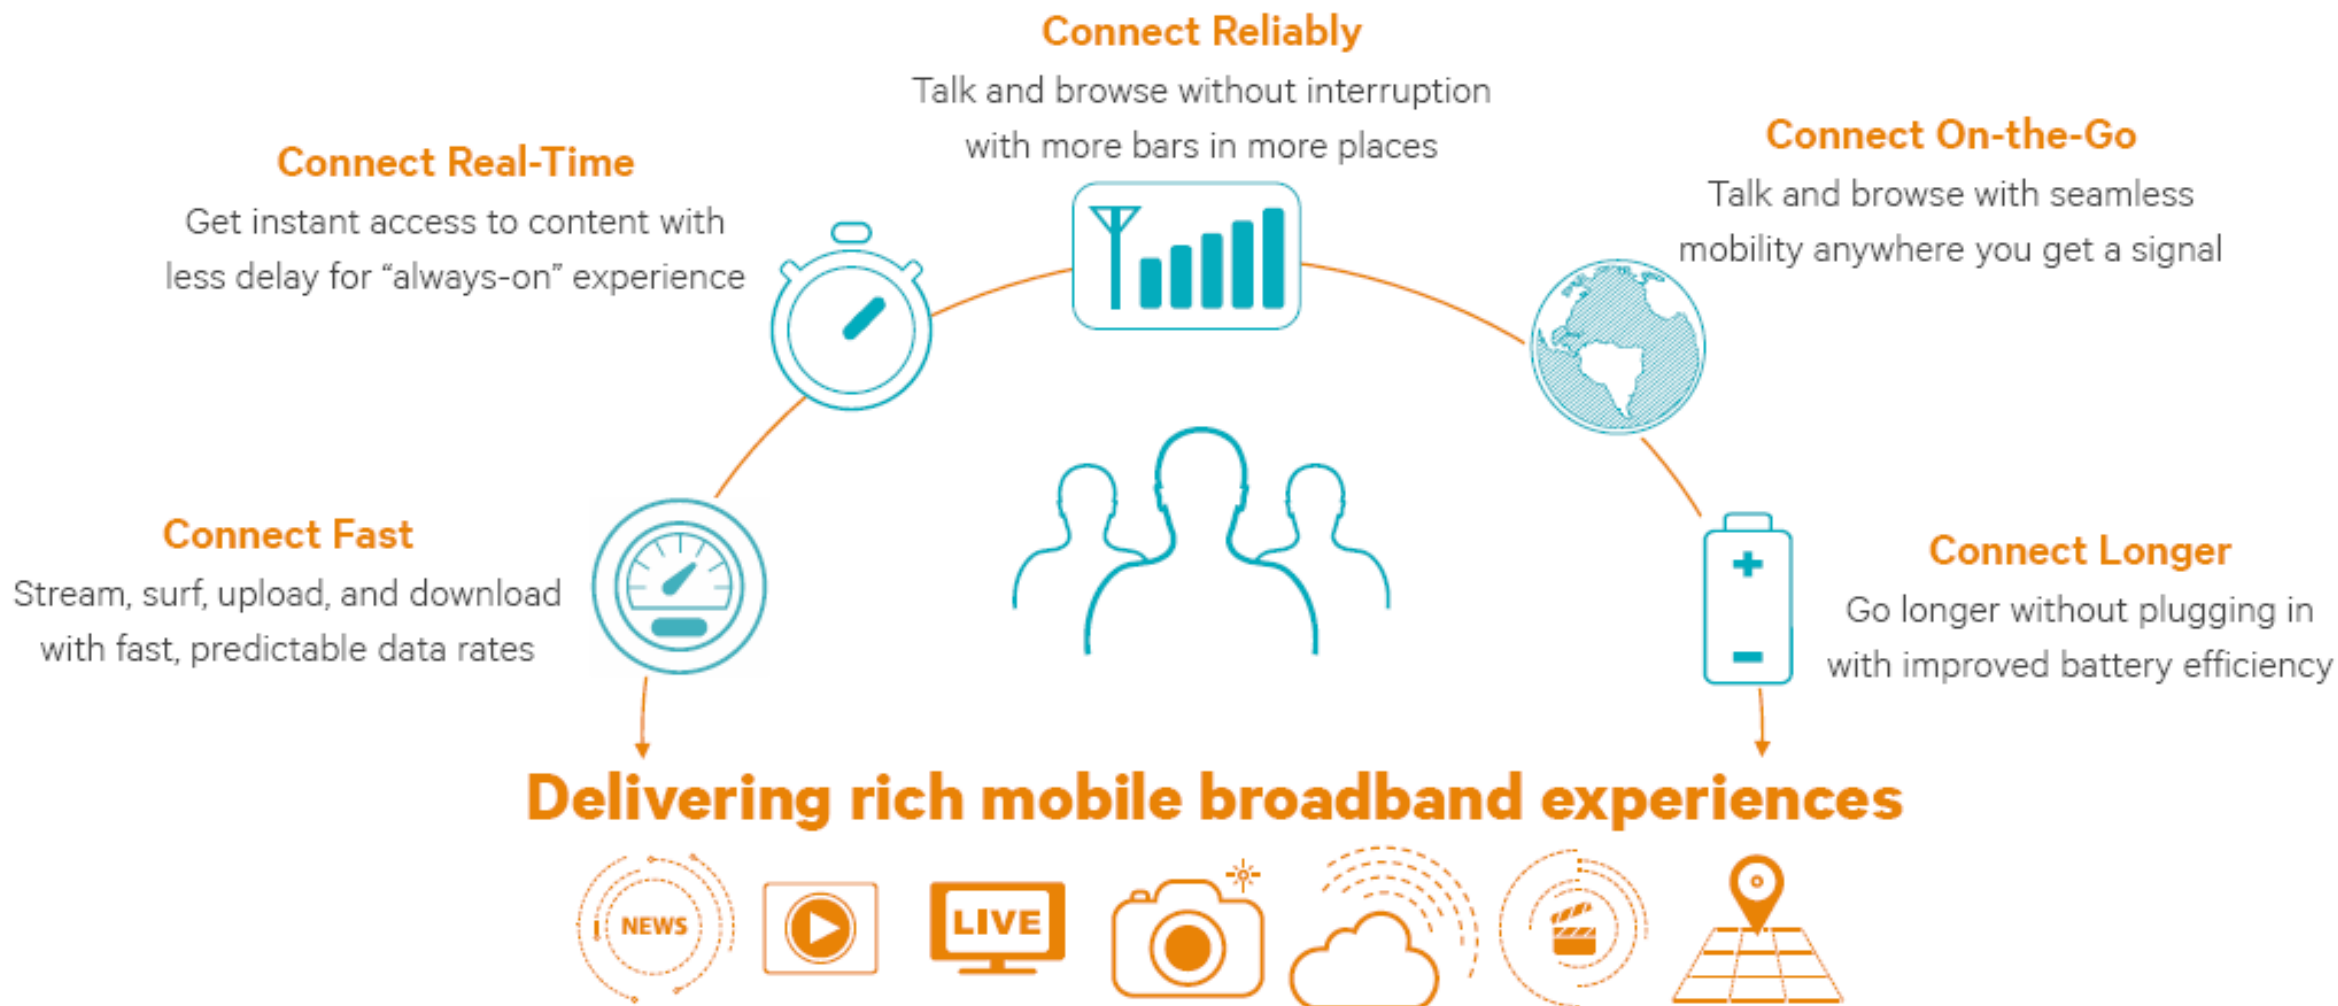 Connect Reliably
Talk and browse without interruption
with more bars in more places
Connect Real-Time
Get instant access to content with
less delay for “always-on” experience
Connect On-the-Go
Talk and browse with seamless
mobility anywhere you get a signal
Connect Fast
Stream, surf, upload, and download
with fast, predictable data rates
Connect Longer
Go longer without plugging in
with improved battery efficiency
Delivering rich mobile broadband experiences
NEWS
LIVE